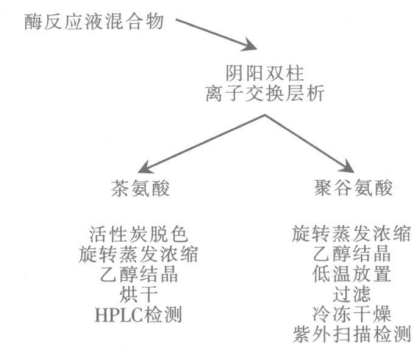 酶反应液混合物
阴阳双柱
离子交换层析
茶氨酸
活性炭脱色
旋转蒸发浓缩
乙醇结晶
烘干
HPLC检测
聚谷氨酸
旋转蒸发浓缩
乙醇结晶
低温放置
过滤
冷冻干燥
紫外扫描检测